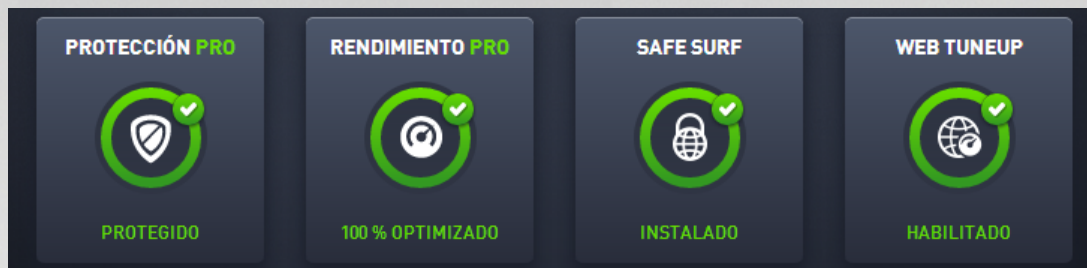 PROTECCIÓN PRO
PROTEGIDO
RENDIMIENTO PRO
100 % OPTIMIZADO
SAFE SURF
INSTALADO
WEB TUNEUP
HABILITADO